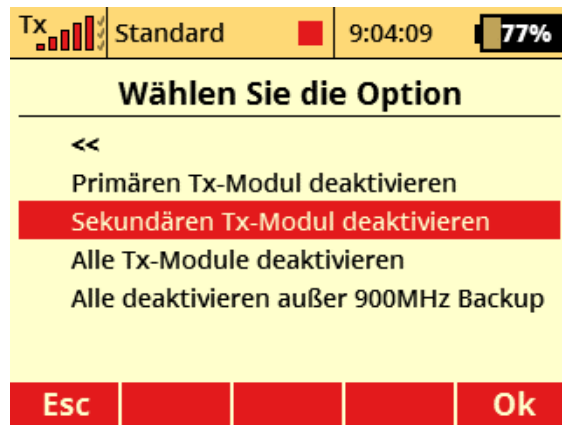 Tx Standard 9:04:09 77%
Wählen Sie die Option
<<
Primären Tx-Modul deaktivieren
Sekundären Tx-Modul deaktivieren
Alle Tx-Module deaktivieren
Alle deaktivieren außer 900MHz Backup
Esc Ok